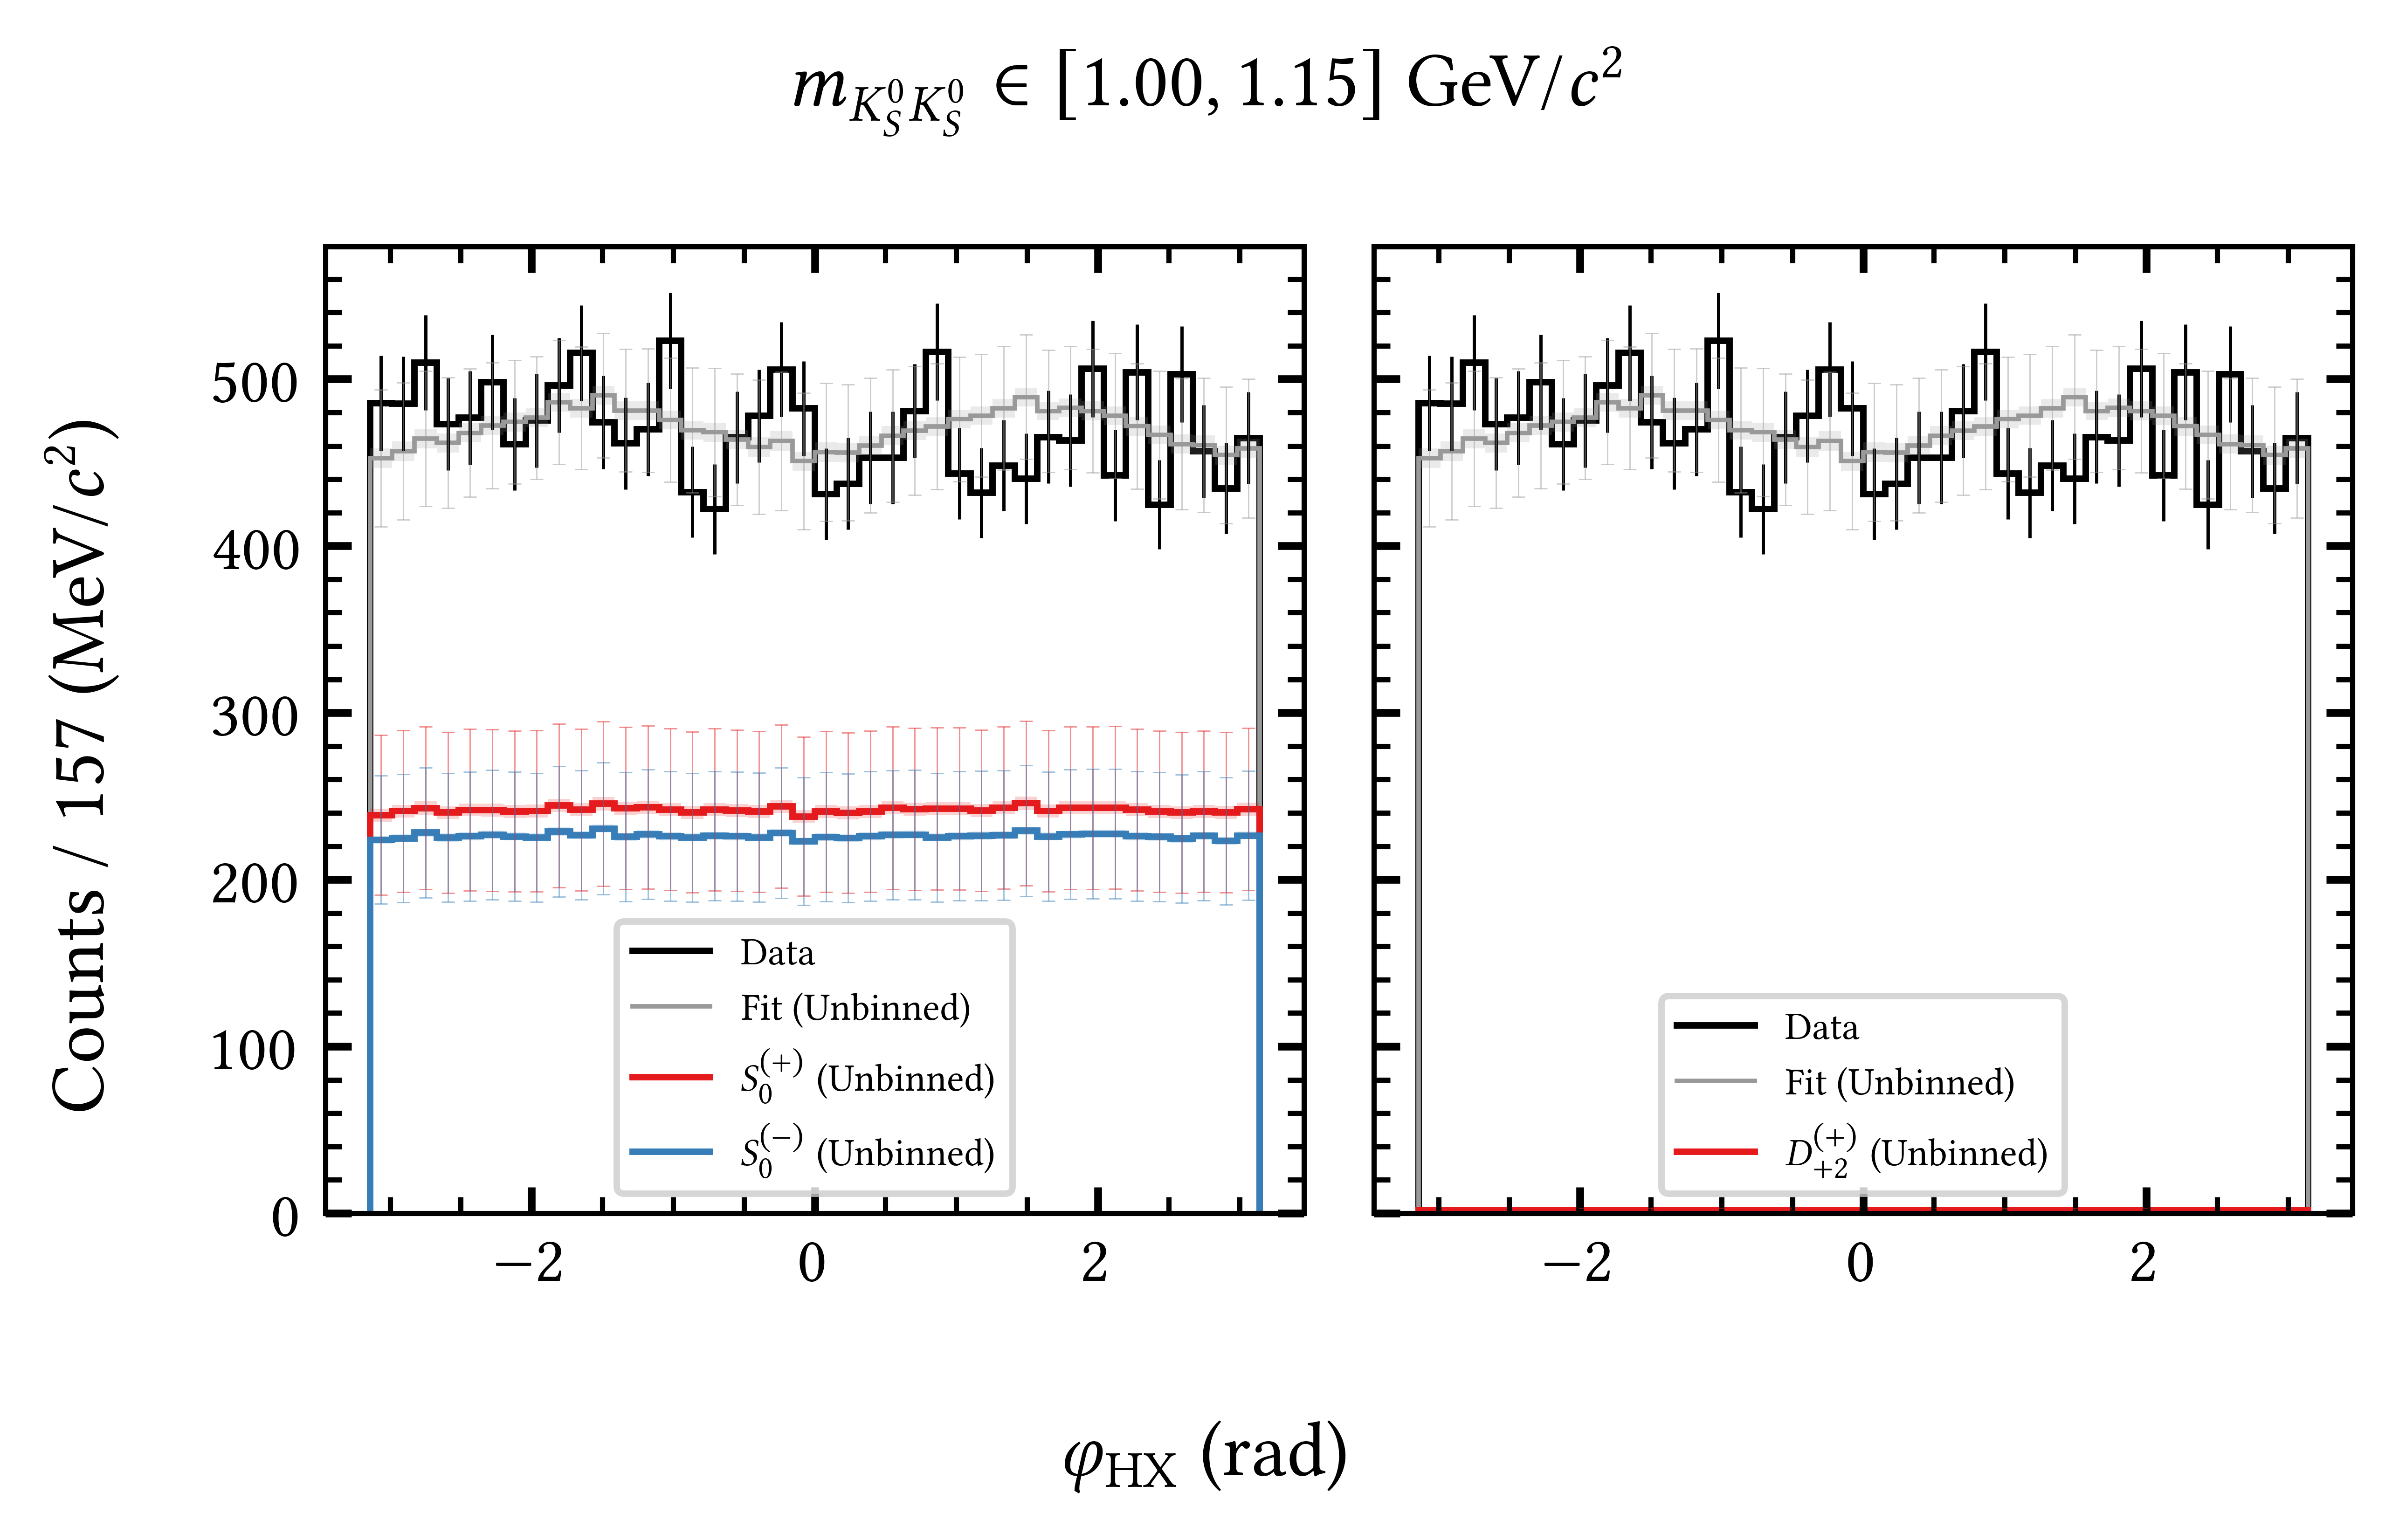 m_{K_S^0 K_S^0} ∈ [1.00, 1.15] GeV/c²
Counts / 157 (MeV/c²)
500
400
300
200
100
0
Data
Fit (Unbinned)
S_0^{(+)} (Unbinned)
S_0^{(−)} (Unbinned)
−2
0
2
Data
Fit (Unbinned)
D_{+2}^{(+)} (Unbinned)
−2
0
2
φ_{HX} (rad)